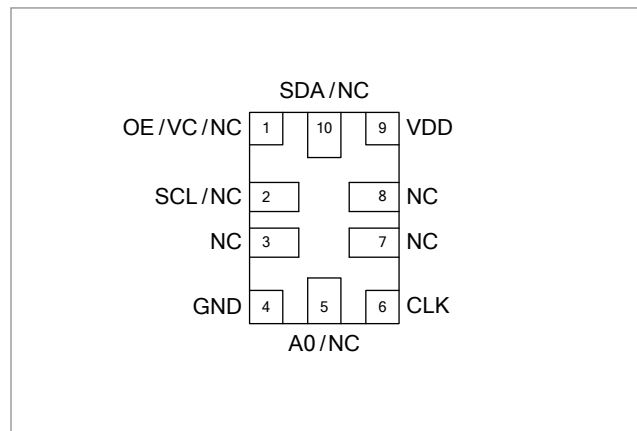 SDA/NC
OE/VC/NC 1 10 9 VDD
SCL/NC 2 8 NC
NC 3 7 NC
GND 4 5 6 CLK
A0/NC